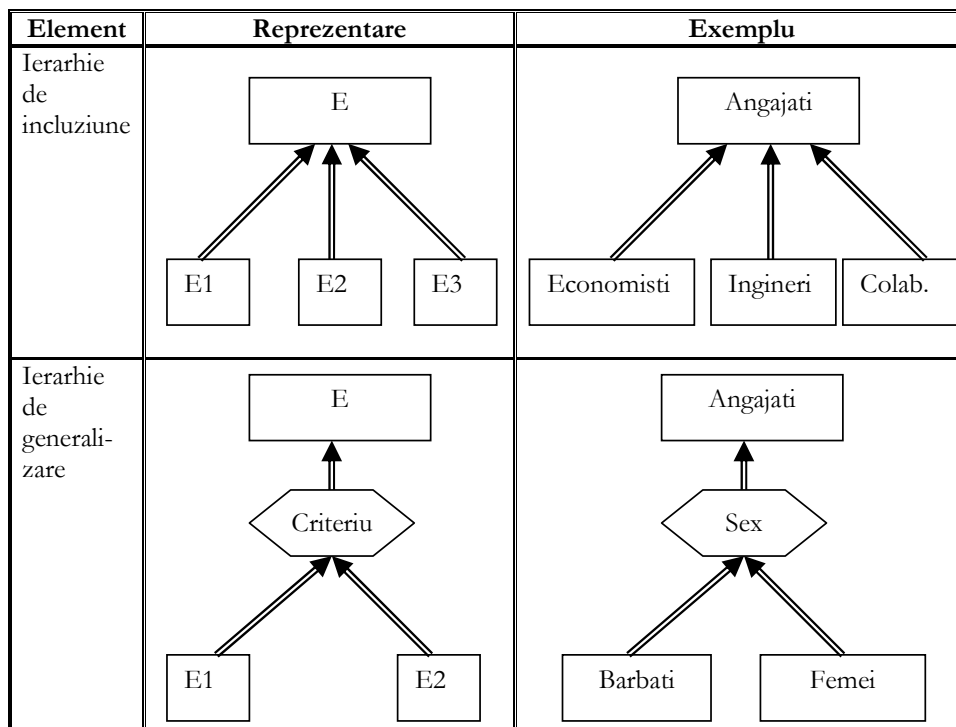 Element Reprezentare Exemplu
Ierarhie
de
incluziune
E
E1 E2 E3
Angajati
Economisti Ingineri Colab.
Ierarhie
de
generali-
zare
E
Criteriu
E1 E2
Angajati
Sex
Barbati Femei